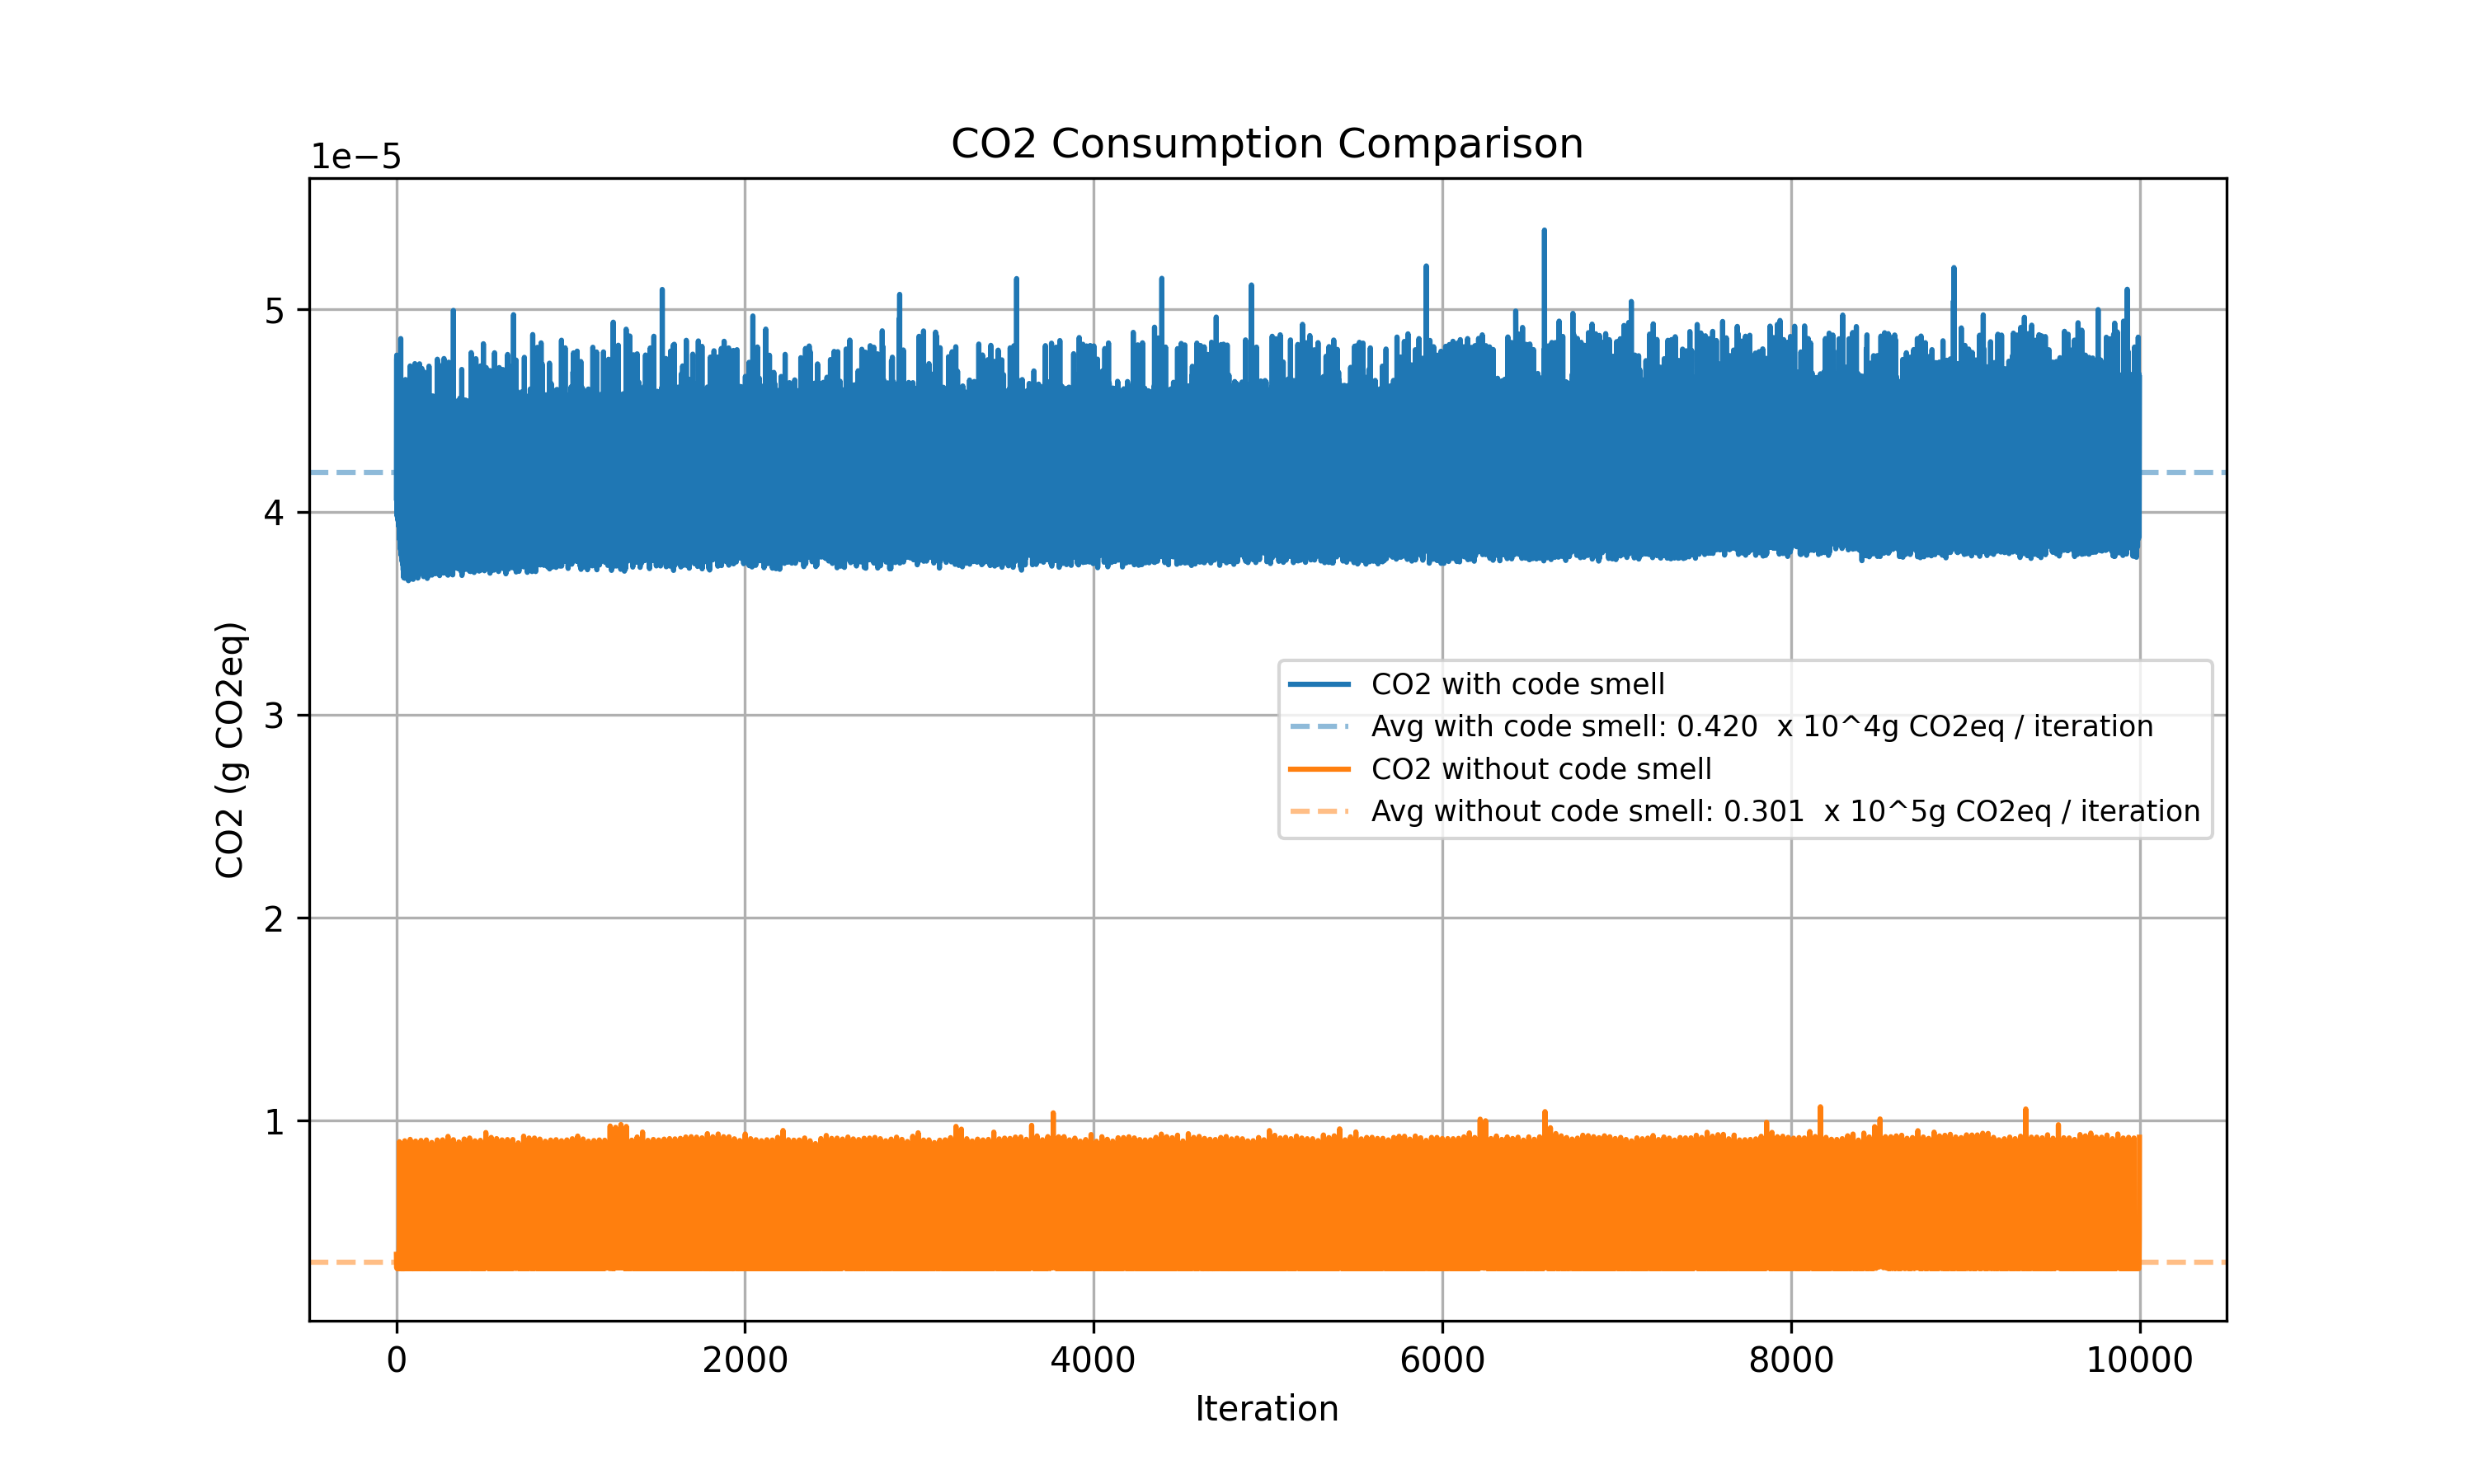 CO2 Consumption Comparison
1e−5
5
4
3
2
1
CO2 (g CO2eq)
CO2 with code smell
Avg with code smell: 0.420  x 10^4g CO2eq / iteration
CO2 without code smell
Avg without code smell: 0.301  x 10^5g CO2eq / iteration
0 2000 4000 6000 8000 10000
Iteration